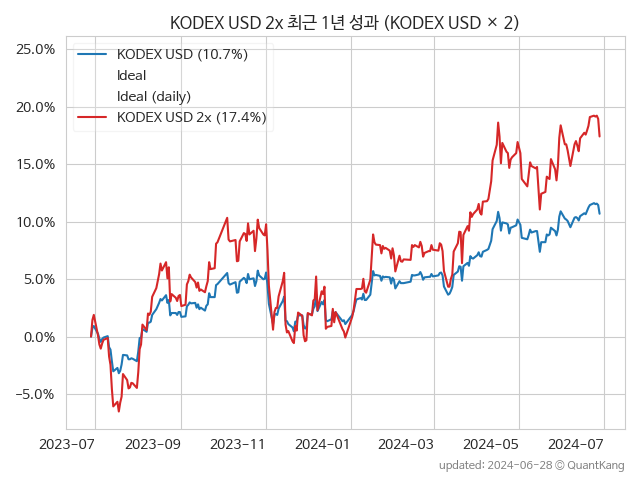 KODEX USD 2x 최근 1년 성과 (KODEX USD × 2)
25.0%
20.0%
15.0%
10.0%
5.0%
0.0%
−5.0%
KODEX USD (10.7%)
Ideal
Ideal (daily)
KODEX USD 2x (17.4%)
2023-07
2023-09
2023-11
2024-01
2024-03
2024-05
2024-07
updated: 2024-06-28 © QuantKang